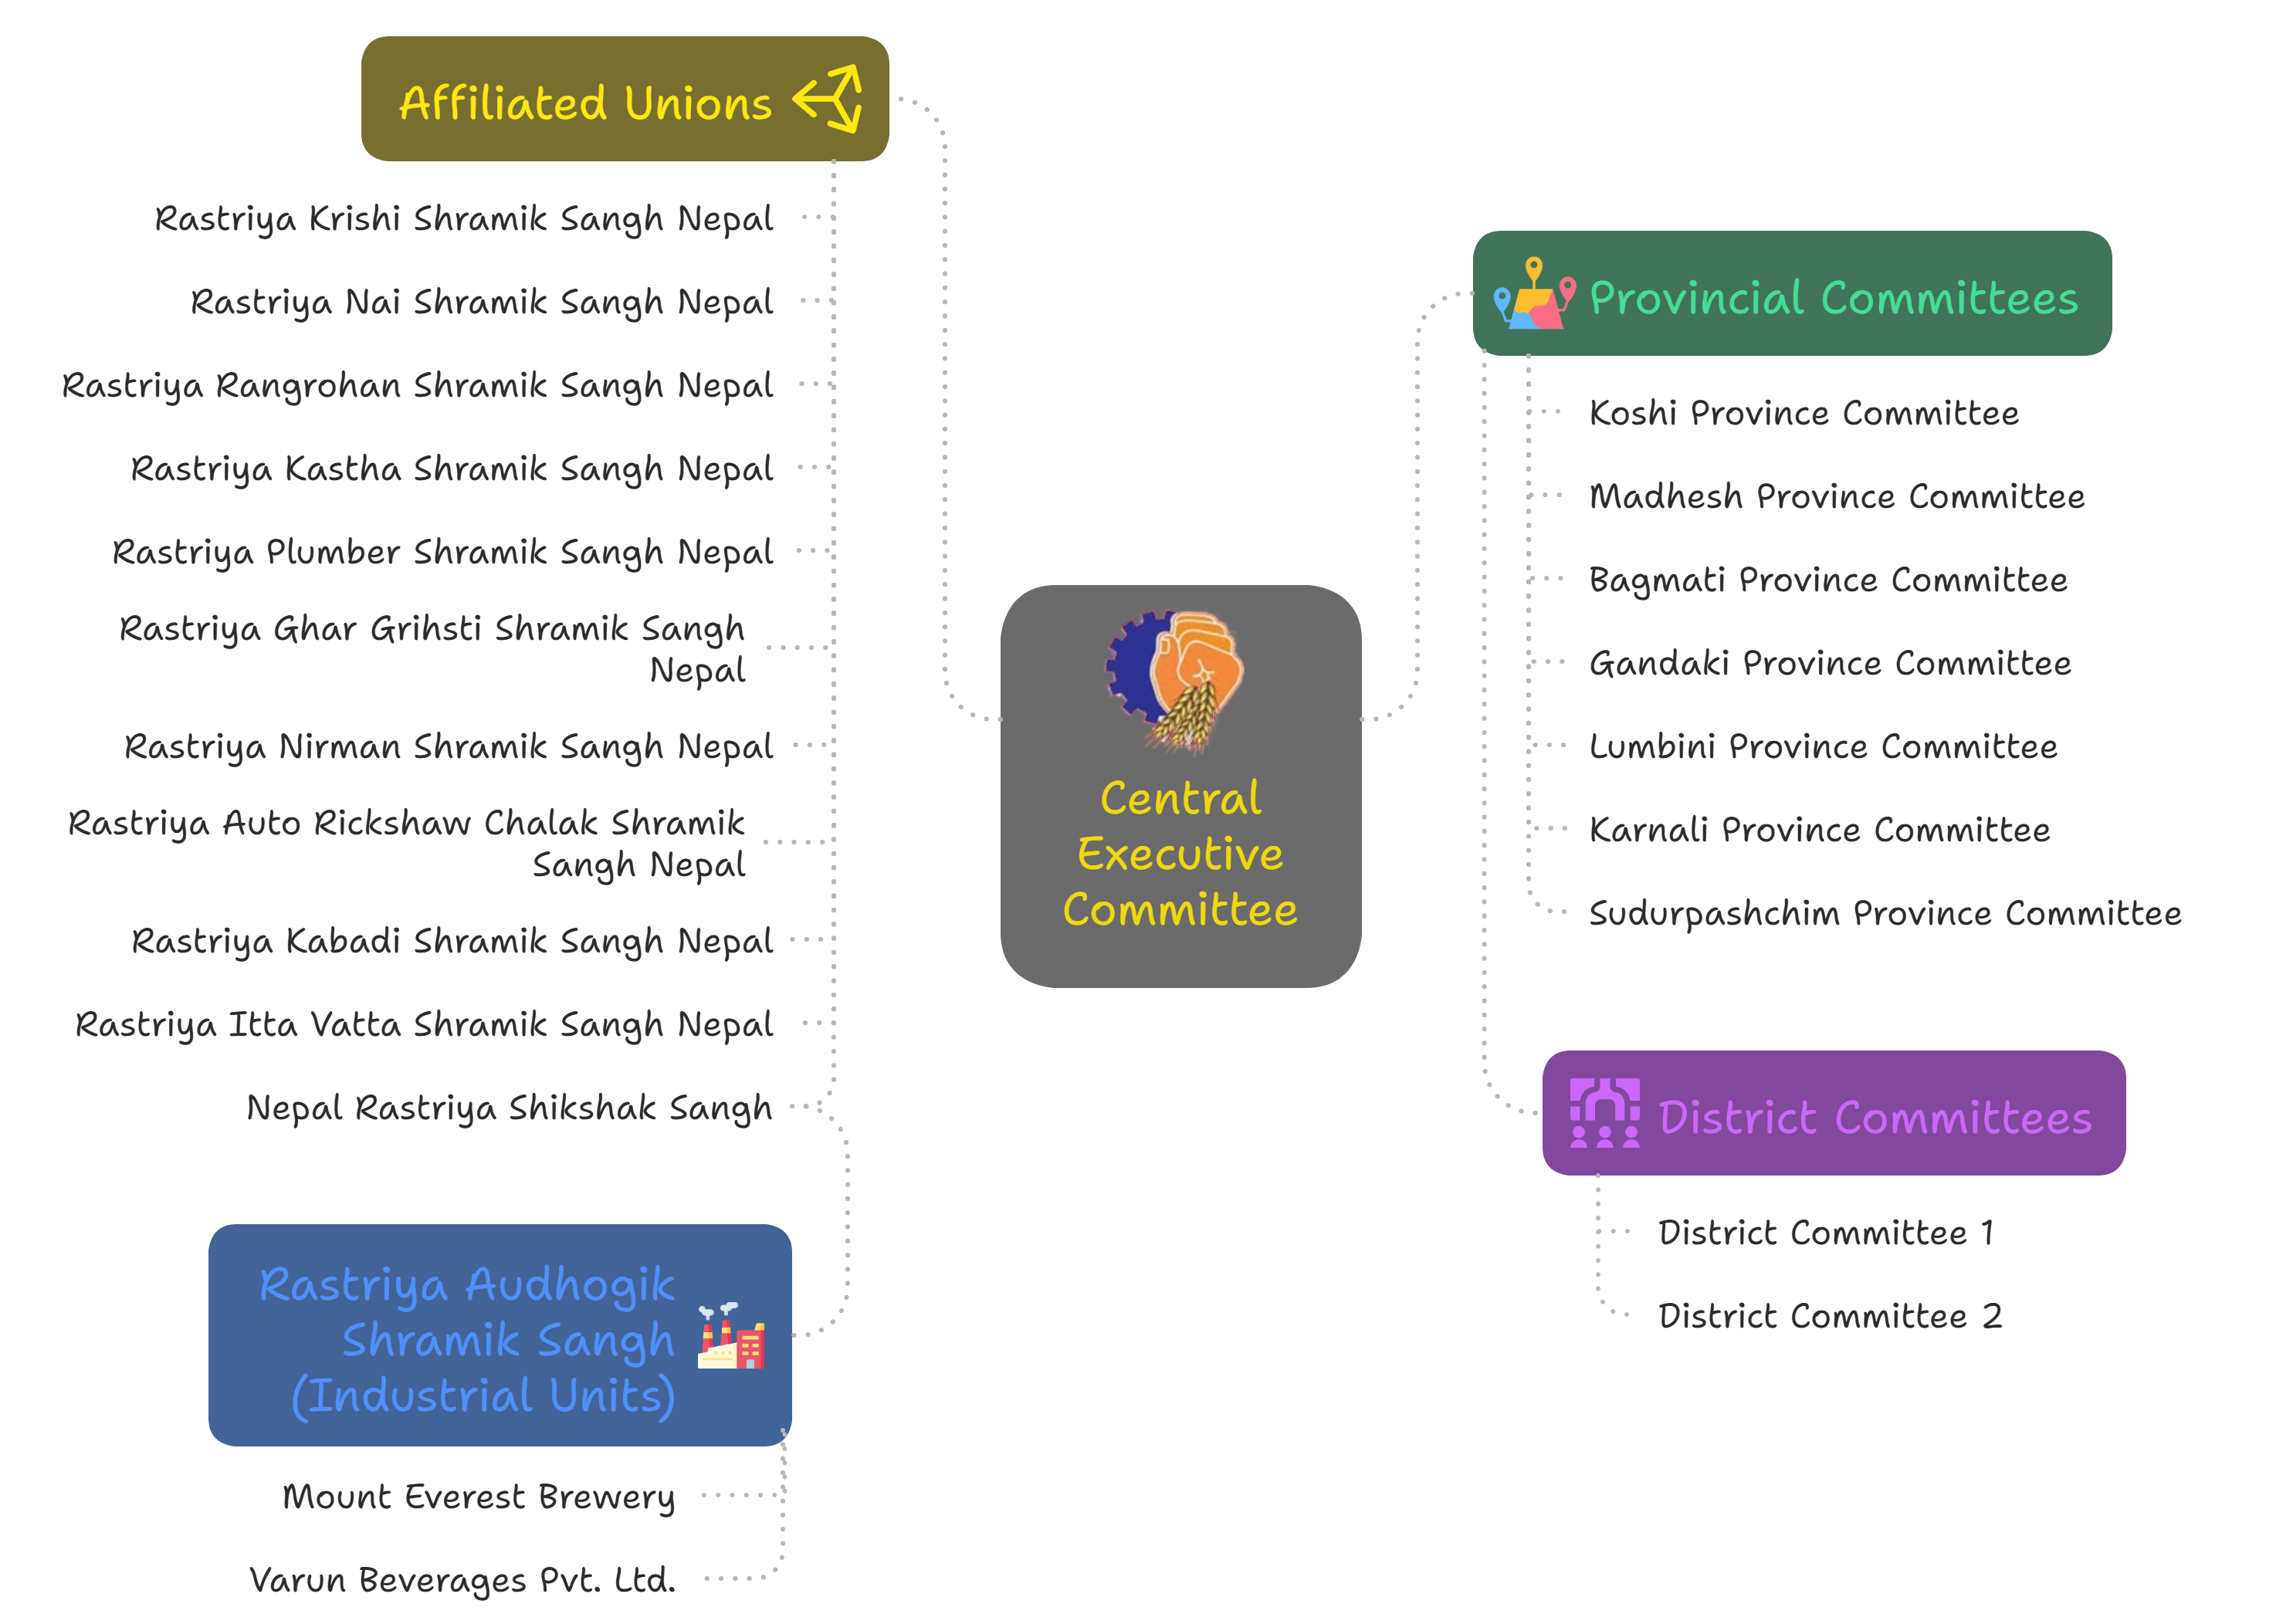 Affiliated Unions
Rastriya Krishi Shramik Sangh Nepal
Rastriya Nai Shramik Sangh Nepal
Rastriya Rangrohan Shramik Sangh Nepal
Rastriya Kastha Shramik Sangh Nepal
Rastriya Plumber Shramik Sangh Nepal
Rastriya Ghar Grihsti Shramik Sangh
Nepal
Rastriya Nirman Shramik Sangh Nepal
Rastriya Auto Rickshaw Chalak Shramik
Sangh Nepal
Rastriya Kabadi Shramik Sangh Nepal
Rastriya Itta Vatta Shramik Sangh Nepal
Nepal Rastriya Shikshak Sangh
Rastriya Audhogik
Shramik Sangh
(Industrial Units)
Mount Everest Brewery
Varun Beverages Pvt. Ltd.
Central
Executive
Committee
Provincial Committees
Koshi Province Committee
Madhesh Province Committee
Bagmati Province Committee
Gandaki Province Committee
Lumbini Province Committee
Karnali Province Committee
Sudurpashchim Province Committee
District Committees
District Committee 1
District Committee 2